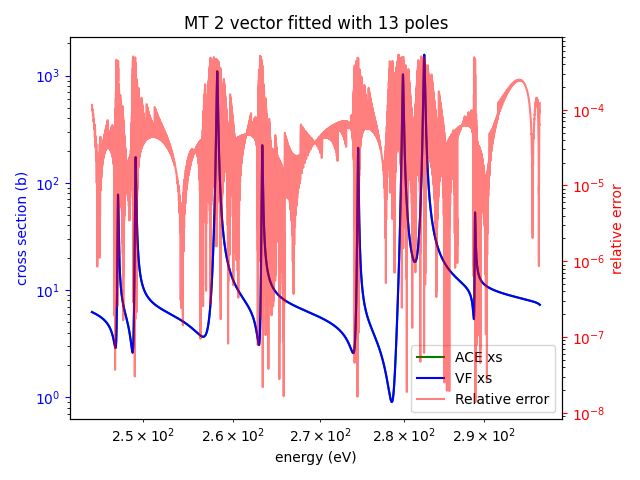 MT 2 vector fitted with 13 poles
cross section (b)
10³
10²
10¹
10⁰
10⁻⁴
10⁻⁵
10⁻⁶
10⁻⁷
10⁻⁸
relative error
ACE xs
VF xs
Relative error
2.5 × 10² 2.6 × 10² 2.7 × 10² 2.8 × 10² 2.9 × 10²
energy (eV)